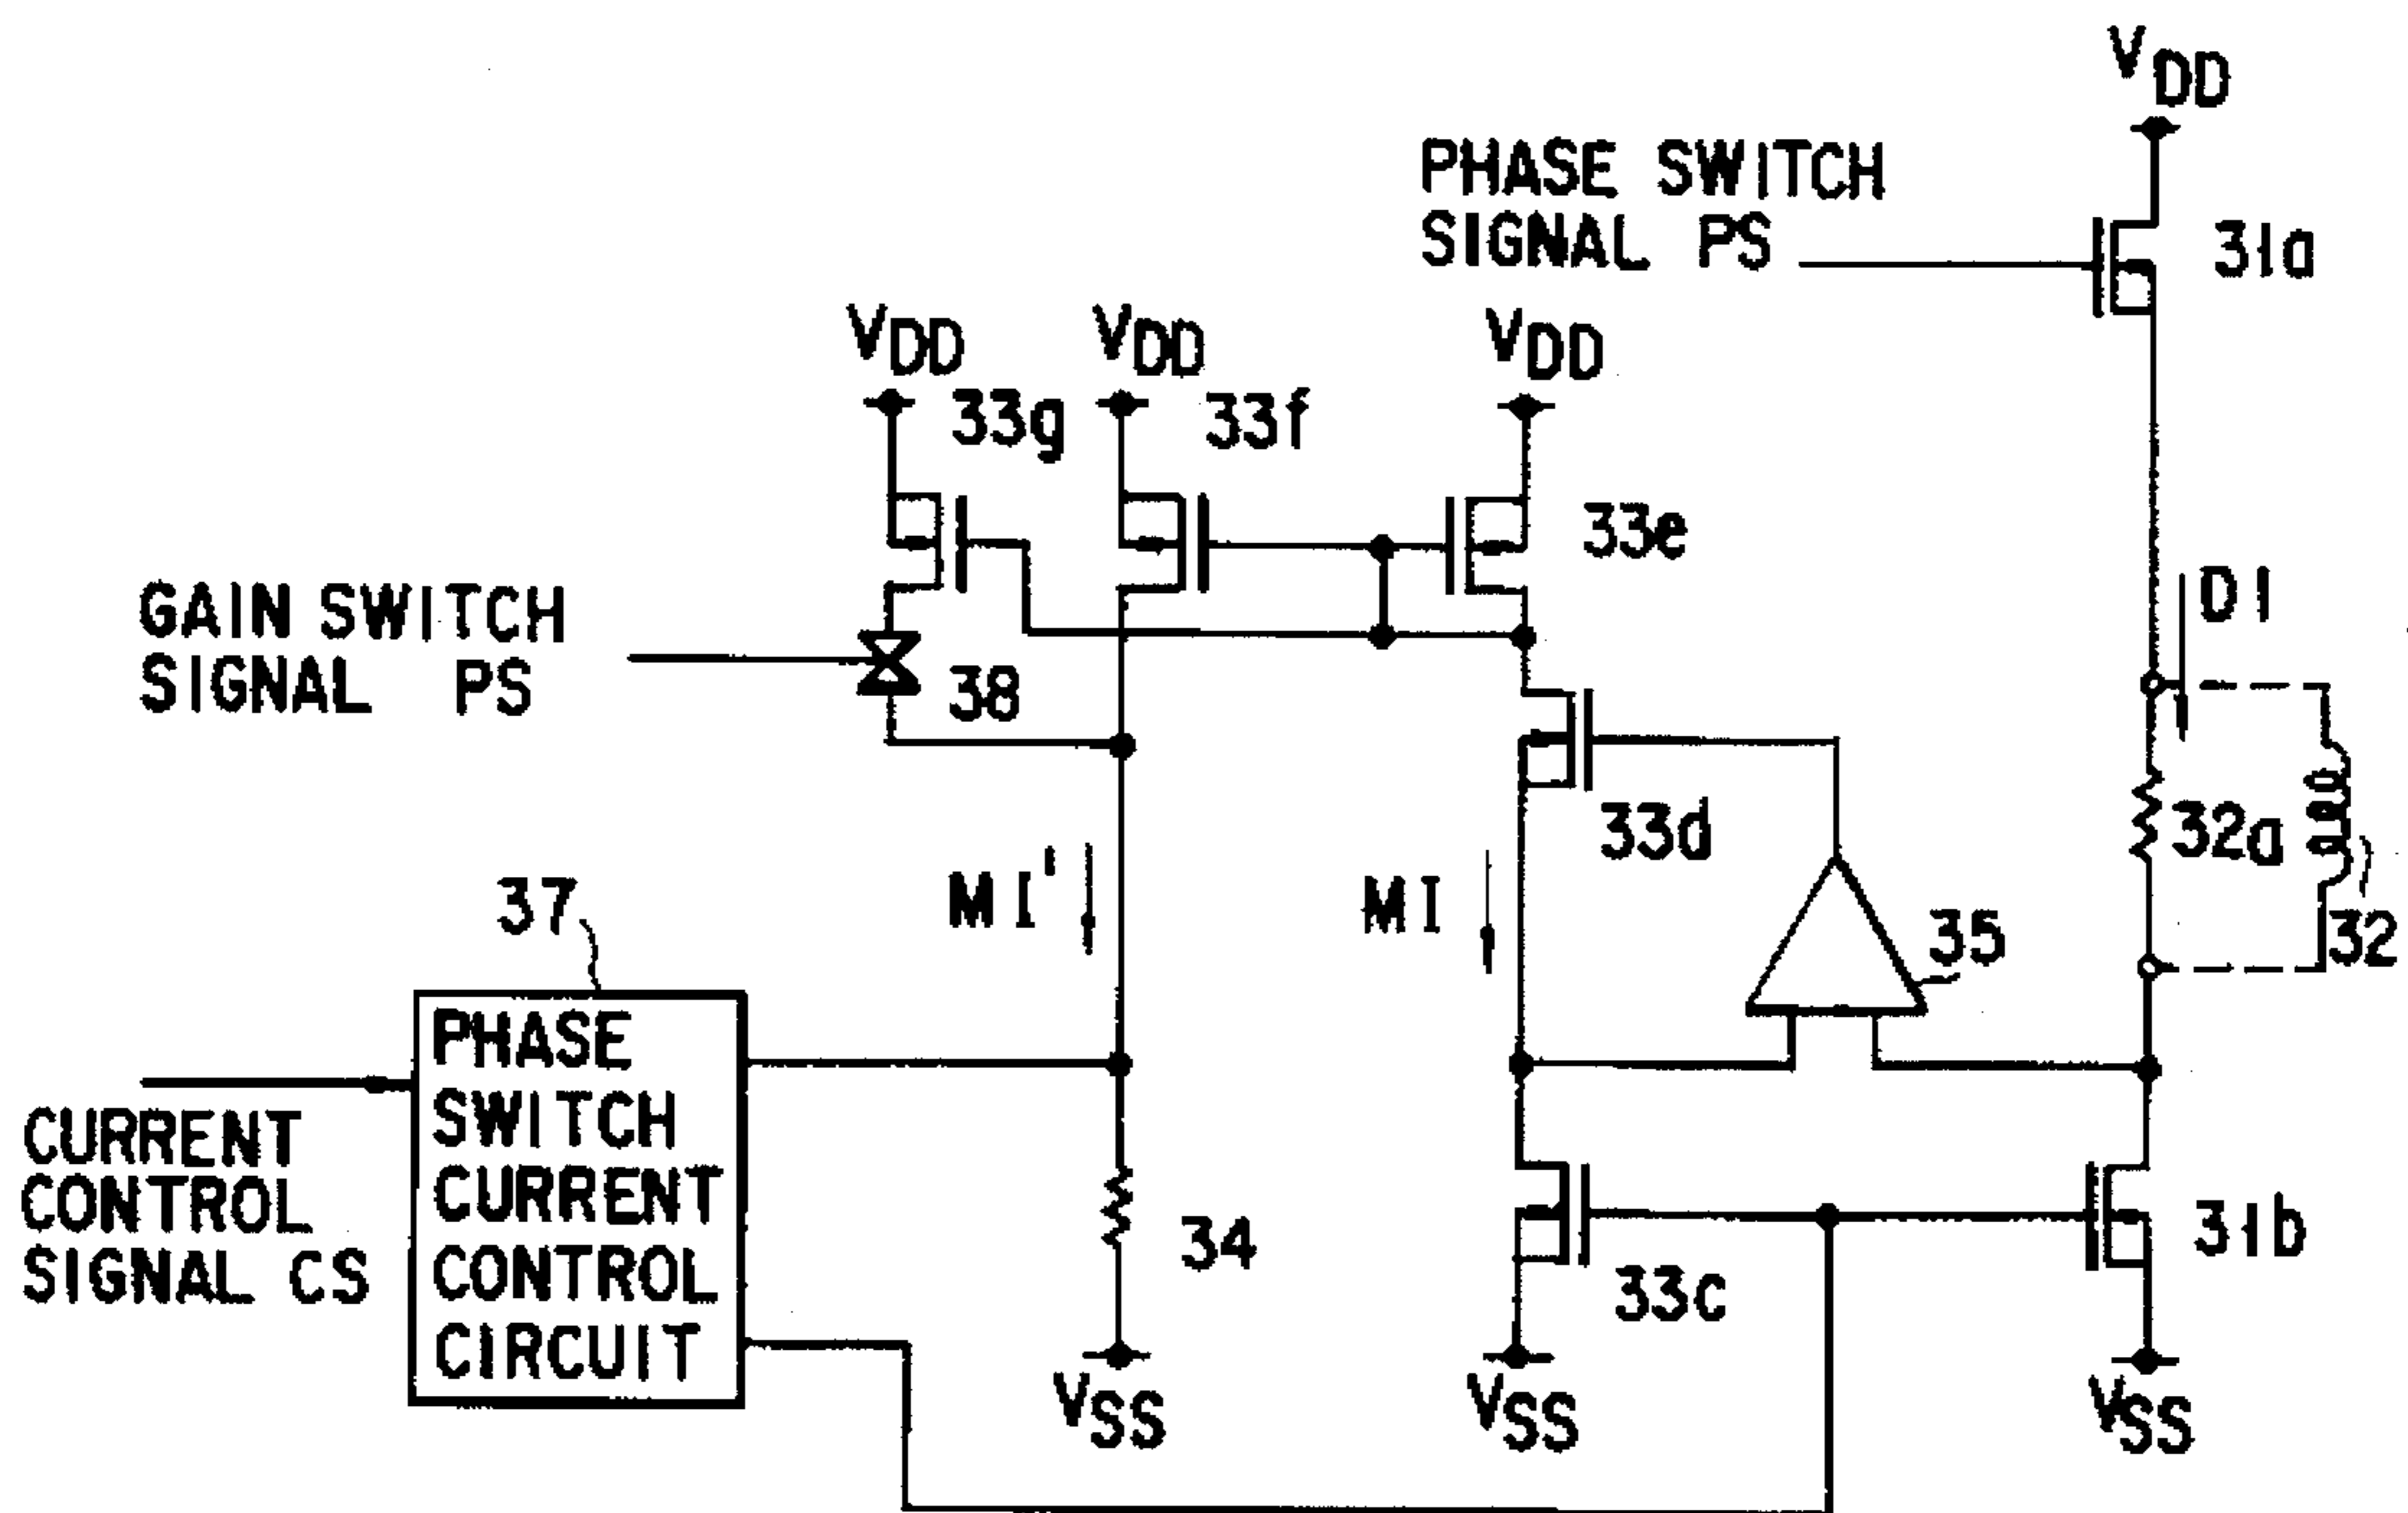 VDD
PHASE SWITCH
SIGNAL PS
31a
VDD
33g
VDD
33f
VDD
33e
DI
GAIN SWITCH
SIGNAL PS
38
33d
32a
32
MI'
MI
35
37
PHASE
SWITCH
CURRENT
CONTROL
CIRCUIT
CURRENT
CONTROL
SIGNAL CS
34
33c
31b
VSS
VSS
VSS